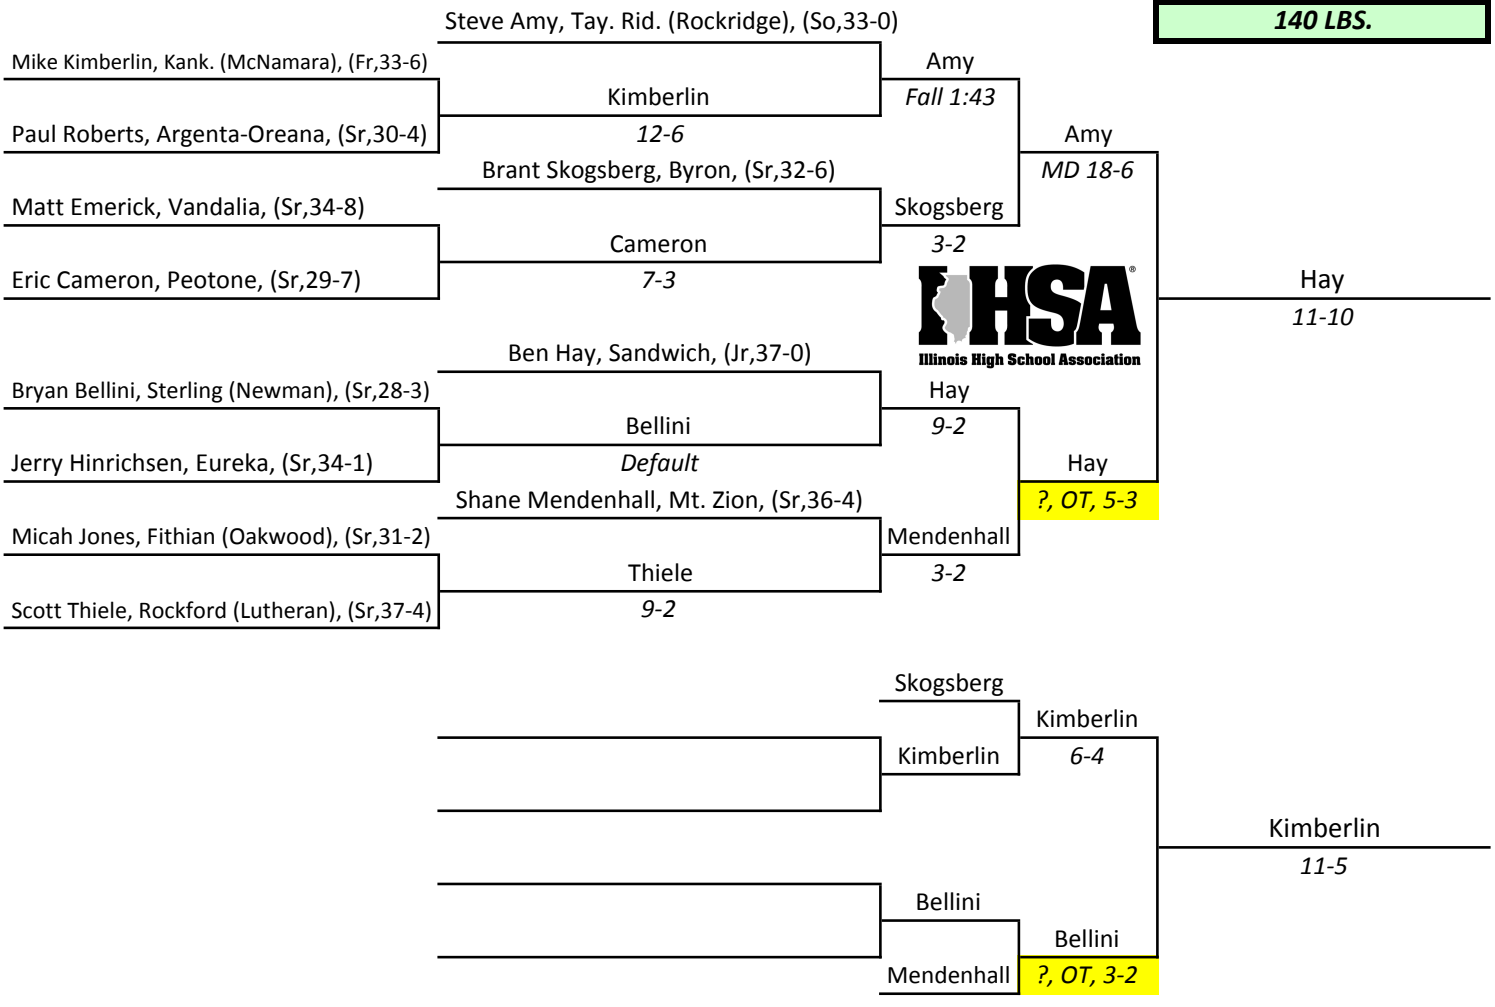 Steve Amy, Tay. Rid. (Rockridge), (So,33-0)
140 LBS.
Mike Kimberlin, Kank. (McNamara), (Fr,33-6)
Amy
Kimberlin
Fall 1:43
Paul Roberts, Argenta-Oreana, (Sr,30-4)
12-6
Amy
Brant Skogsberg, Byron, (Sr,32-6)
MD 18-6
Matt Emerick, Vandalia, (Sr,34-8)
Skogsberg
Cameron
3-2
Eric Cameron, Peotone, (Sr,29-7)
7-3
IHSA®
Illinois High School Association
Hay
11-10
Ben Hay, Sandwich, (Jr,37-0)
Bryan Bellini, Sterling (Newman), (Sr,28-3)
Hay
Bellini
9-2
Jerry Hinrichsen, Eureka, (Sr,34-1)
Default
Hay
Shane Mendenhall, Mt. Zion, (Sr,36-4)
?, OT, 5-3
Micah Jones, Fithian (Oakwood), (Sr,31-2)
Mendenhall
Thiele
3-2
Scott Thiele, Rockford (Lutheran), (Sr,37-4)
9-2
Skogsberg
Kimberlin
Kimberlin
6-4
Kimberlin
11-5
Bellini
Bellini
Mendenhall
?, OT, 3-2